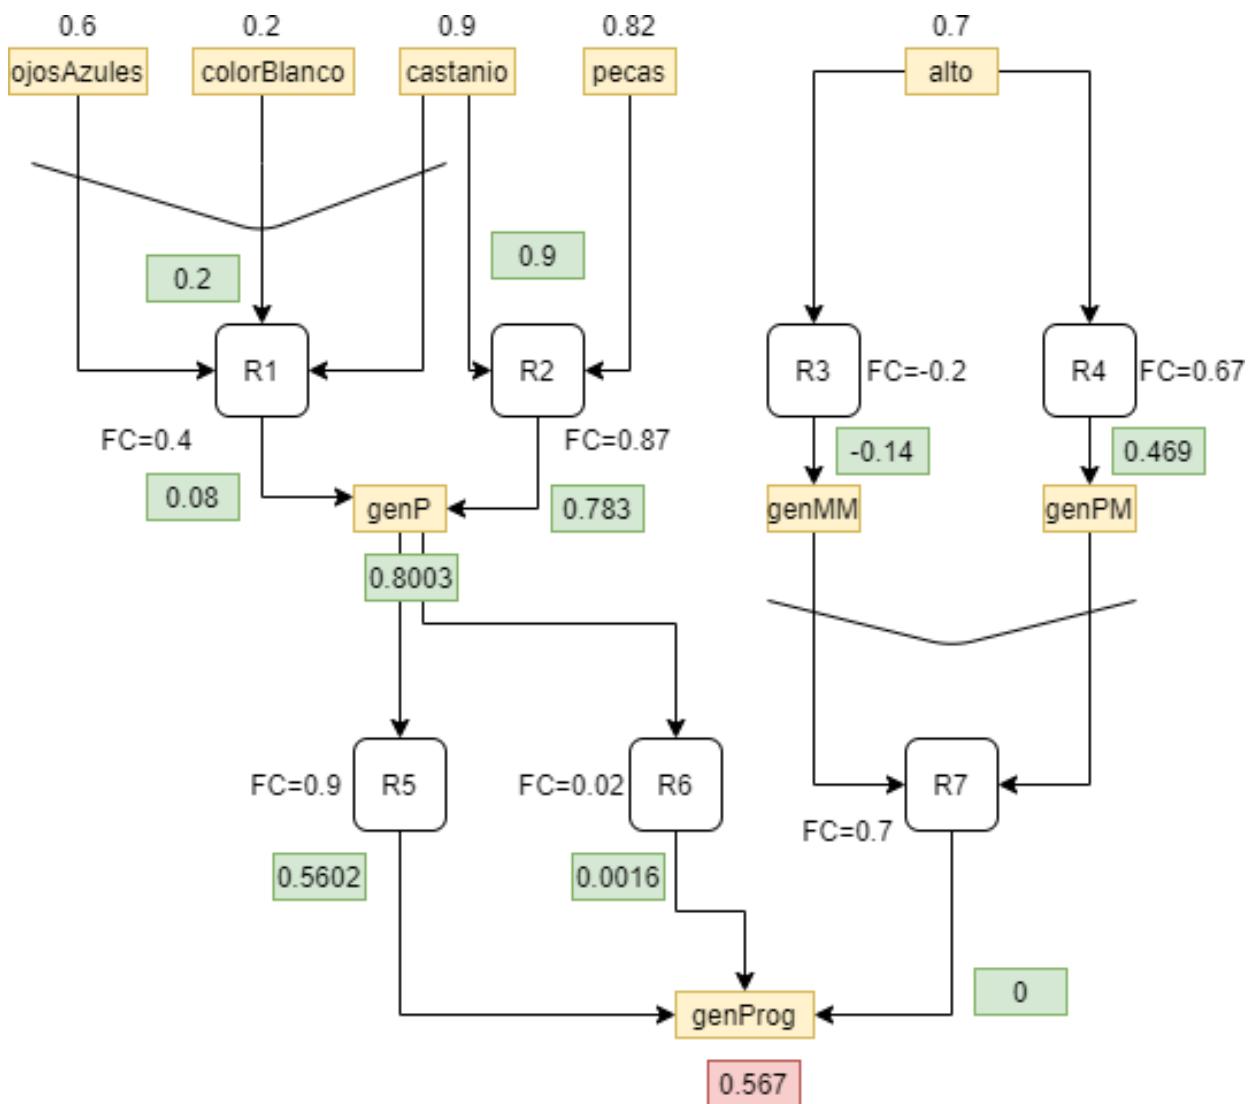 0.6 0.2 0.9 0.82 0.7
ojosAzules colorBlanco castanio pecas alto
0.2 0.9
R1 R2 R3 FC=-0.2 R4 FC=0.67
FC=0.4 FC=0.87 -0.14 0.469
0.08 genP 0.783 genMM genPM
0.8003
FC=0.9 R5 FC=0.02 R6 R7
FC=0.7
0.5602 0.0016
0
genProg
0.567